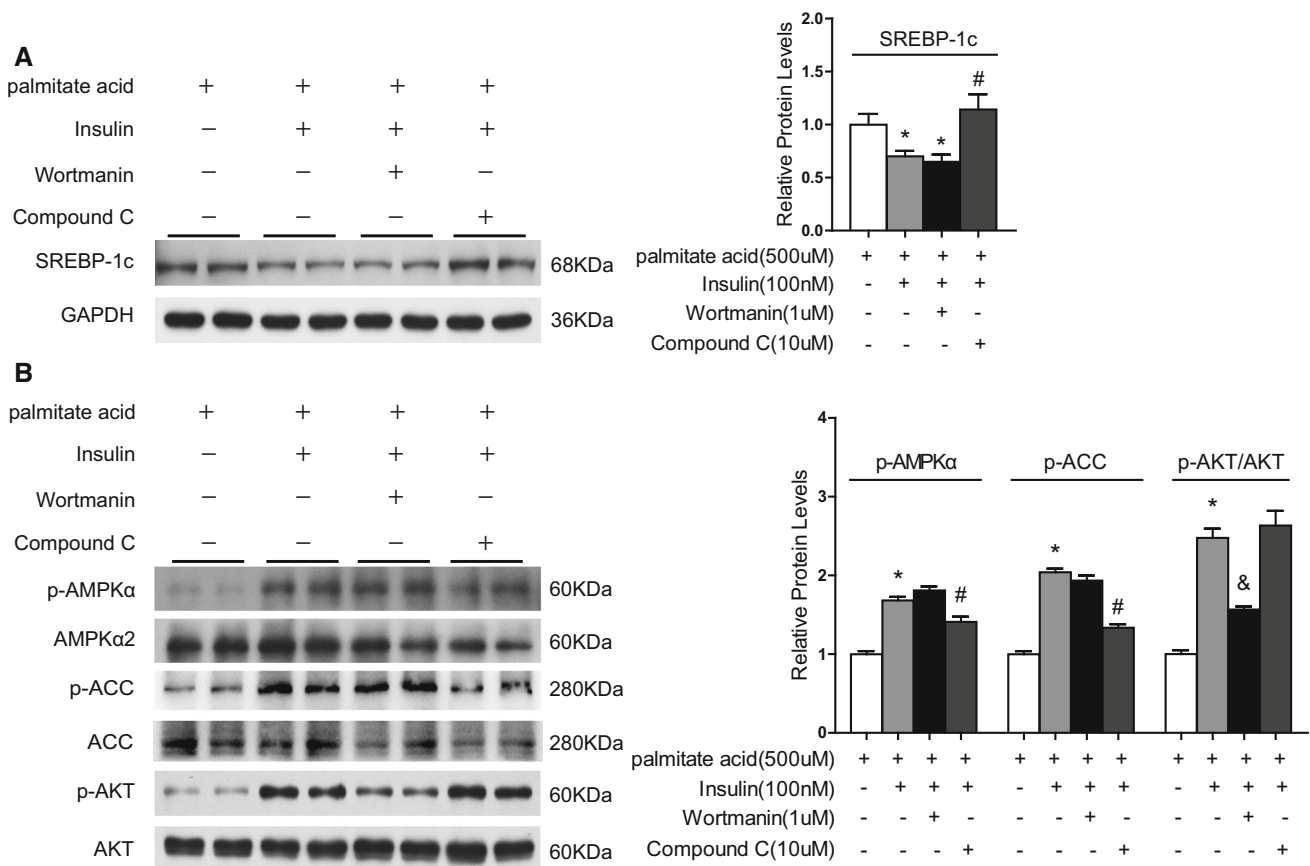 A
palmitate acid + + + +
Insulin − + + +
Wortmanin − − + −
Compound C − − − +
SREBP-1c 68KDa
GAPDH 36KDa
SREBP-1c
Relative Protein Levels
2.0
1.5
1.0
0.5
0.0
* * #
palmitate acid(500uM) + + + +
Insulin(100nM) - + + +
Wortmanin(1uM) - - + -
Compound C(10uM) - - - +
B
palmitate acid + + + +
Insulin − + + +
Wortmanin − − + −
Compound C − − − +
p-AMPKα 60KDa
AMPKα2 60KDa
p-ACC 280KDa
ACC 280KDa
p-AKT 60KDa
AKT 60KDa
Relative Protein Levels
4
3
2
1
0
p-AMPKα p-ACC p-AKT/AKT
* # * # * &
palmitate acid(500uM) + + + + + + + + + + + +
Insulin(100nM) - + + + - + + + - + + +
Wortmanin(1uM) - - + - - - + - - - + -
Compound C(10uM) - - - + - - - + - - - +